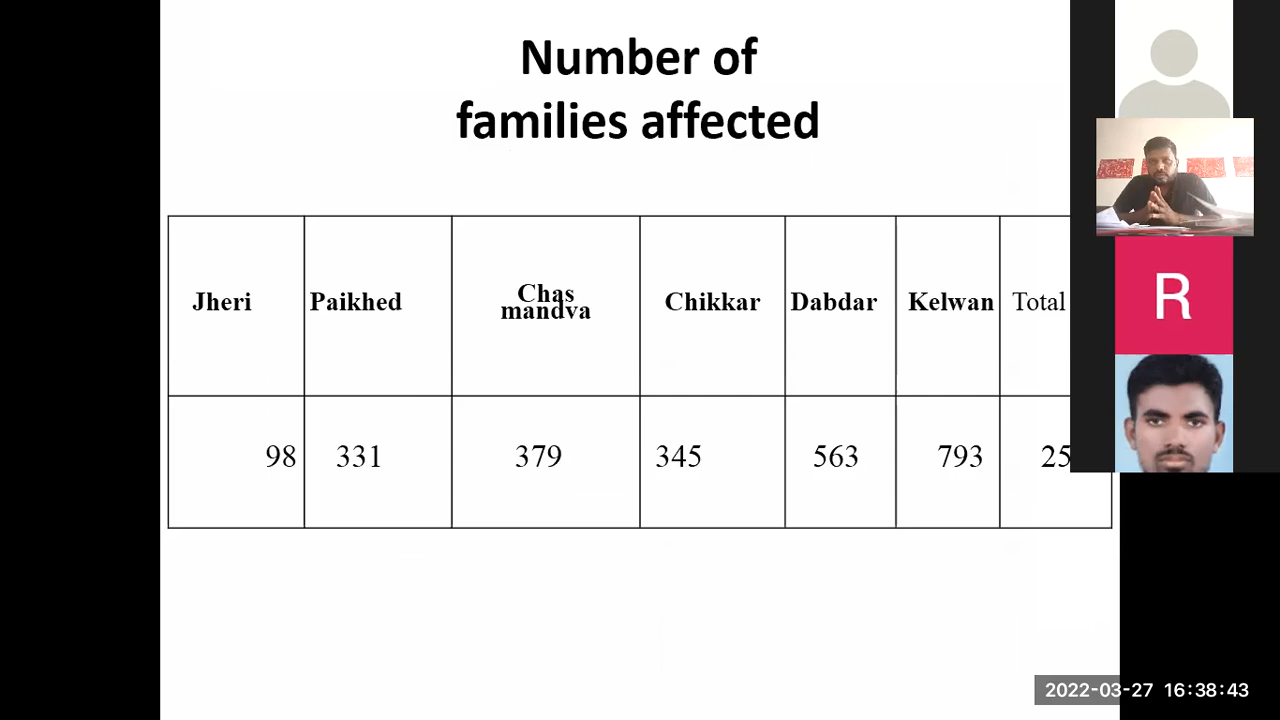 Number of
families affected
Jheri Paikhed Chas mandva Chikkar Dabdar Kelwan Total
98 331 379 345 563 793 25
R
2022-03-27 16:38:43